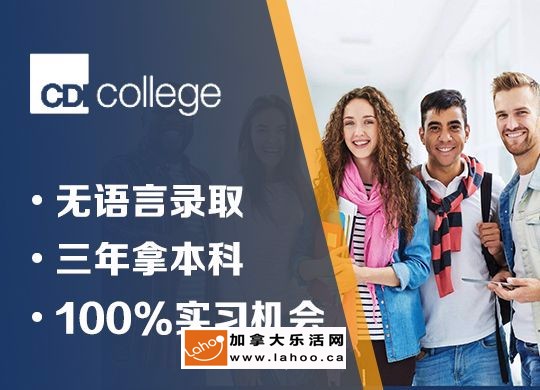 CD college
• 无语言录取
• 三年拿本科
• 100%实习机会
Lahoo 加拿大乐活网
www.lahoo.ca